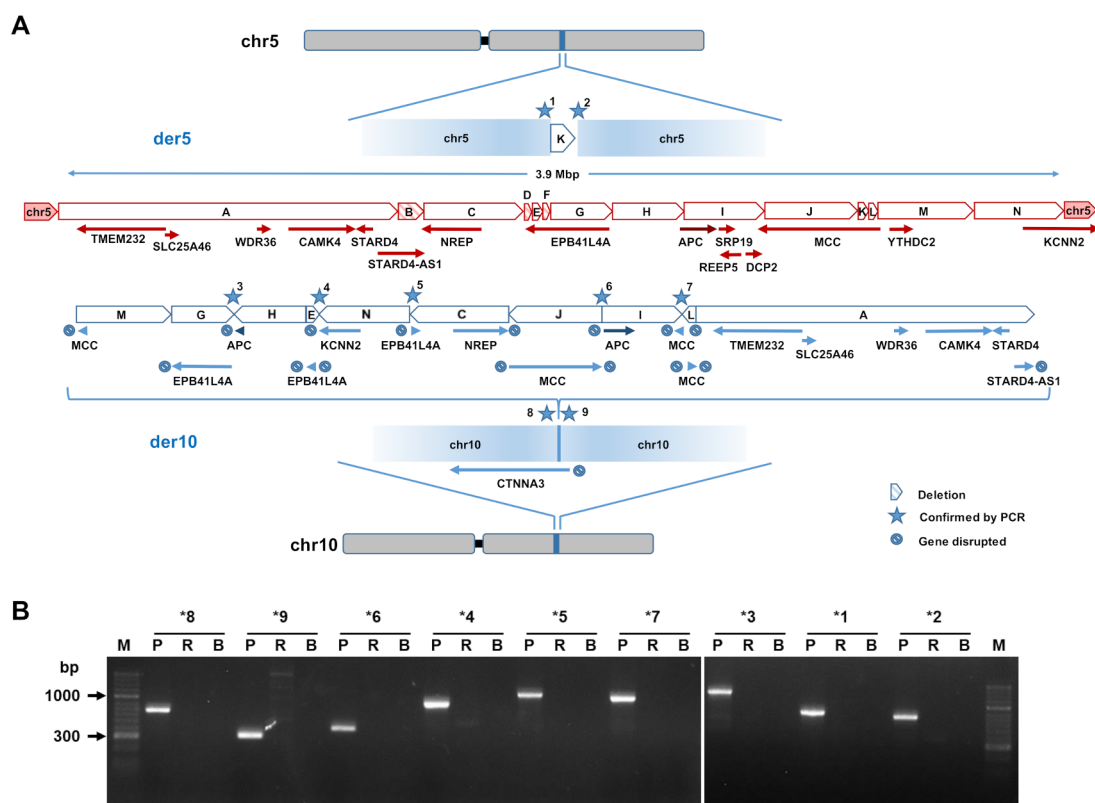 A
chr5
1 2
der5
chr5 K chr5
3.9 Mbp
D F
chr5 A B C E G H I J K L M N chr5
TMEM232 WDR36 CAMK4 STARD4 NREP EPB41L4A APC SRP19 MCC YTHDC2 KCNN2
SLC25A46 STARD4-AS1 REEP5 DCP2
3 4 5 6 7
M G H E N C J I L A
MCC APC KCNN2 EPB41L4A NREP APC MCC TMEM232 SLC25A46 WDR36 CAMK4 STARD4
EPB41L4A EPB41L4A MCC MCC STARD4-AS1
8 9
der10
chr10 chr10
CTNNA3
chr10
Deletion
Confirmed by PCR
Gene disrupted
B
*8 *9 *6 *4 *5 *7 *3 *1 *2
M P R B P R B P R B P R B P R B P R B P R B P R B P R B M
bp
1000
300